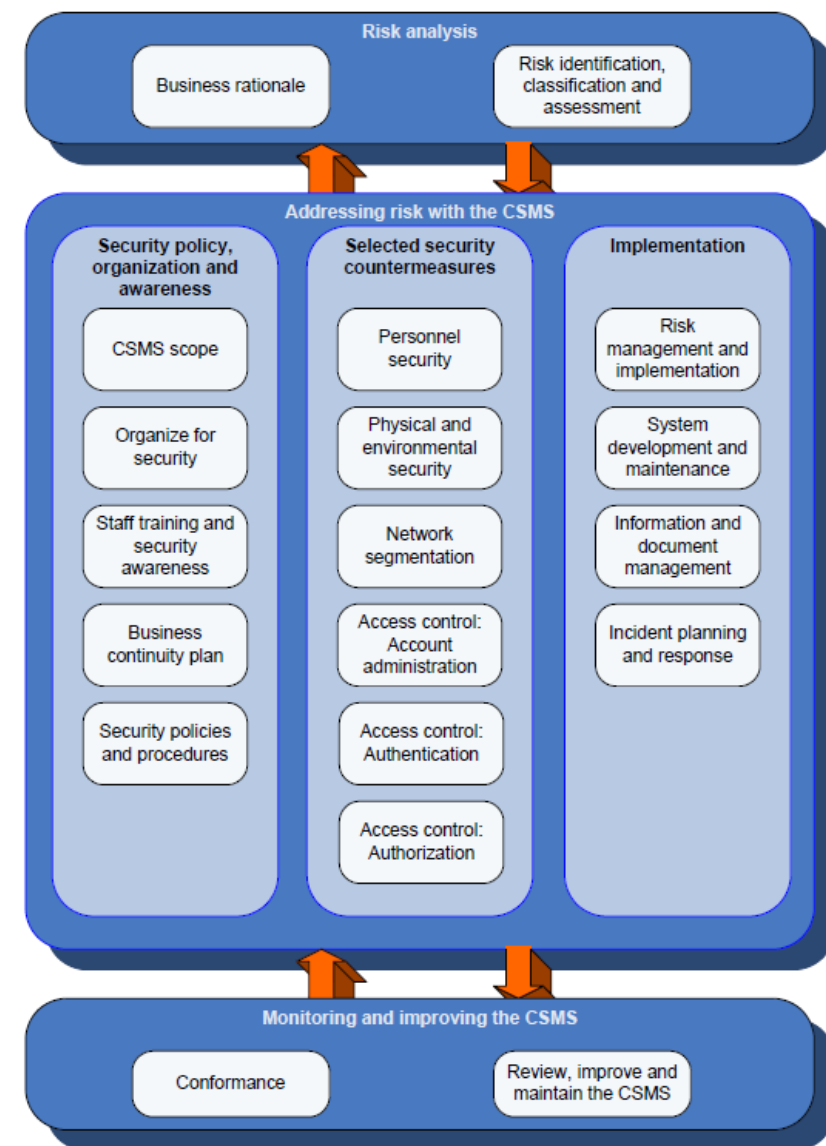 Risk analysis
Business rationale
Risk identification,
classification and
assessment
Addressing risk with the CSMS
Security policy,
organization and
awareness
CSMS scope
Organize for
security
Staff training and
security
awareness
Business
continuity plan
Security policies
and procedures
Selected security
countermeasures
Personnel
security
Physical and
environmental
security
Network
segmentation
Access control:
Account
administration
Access control:
Authentication
Access control:
Authorization
Implementation
Risk
management and
implementation
System
development and
maintenance
Information and
document
management
Incident planning
and response
Monitoring and improving the CSMS
Conformance
Review, improve and
maintain the CSMS